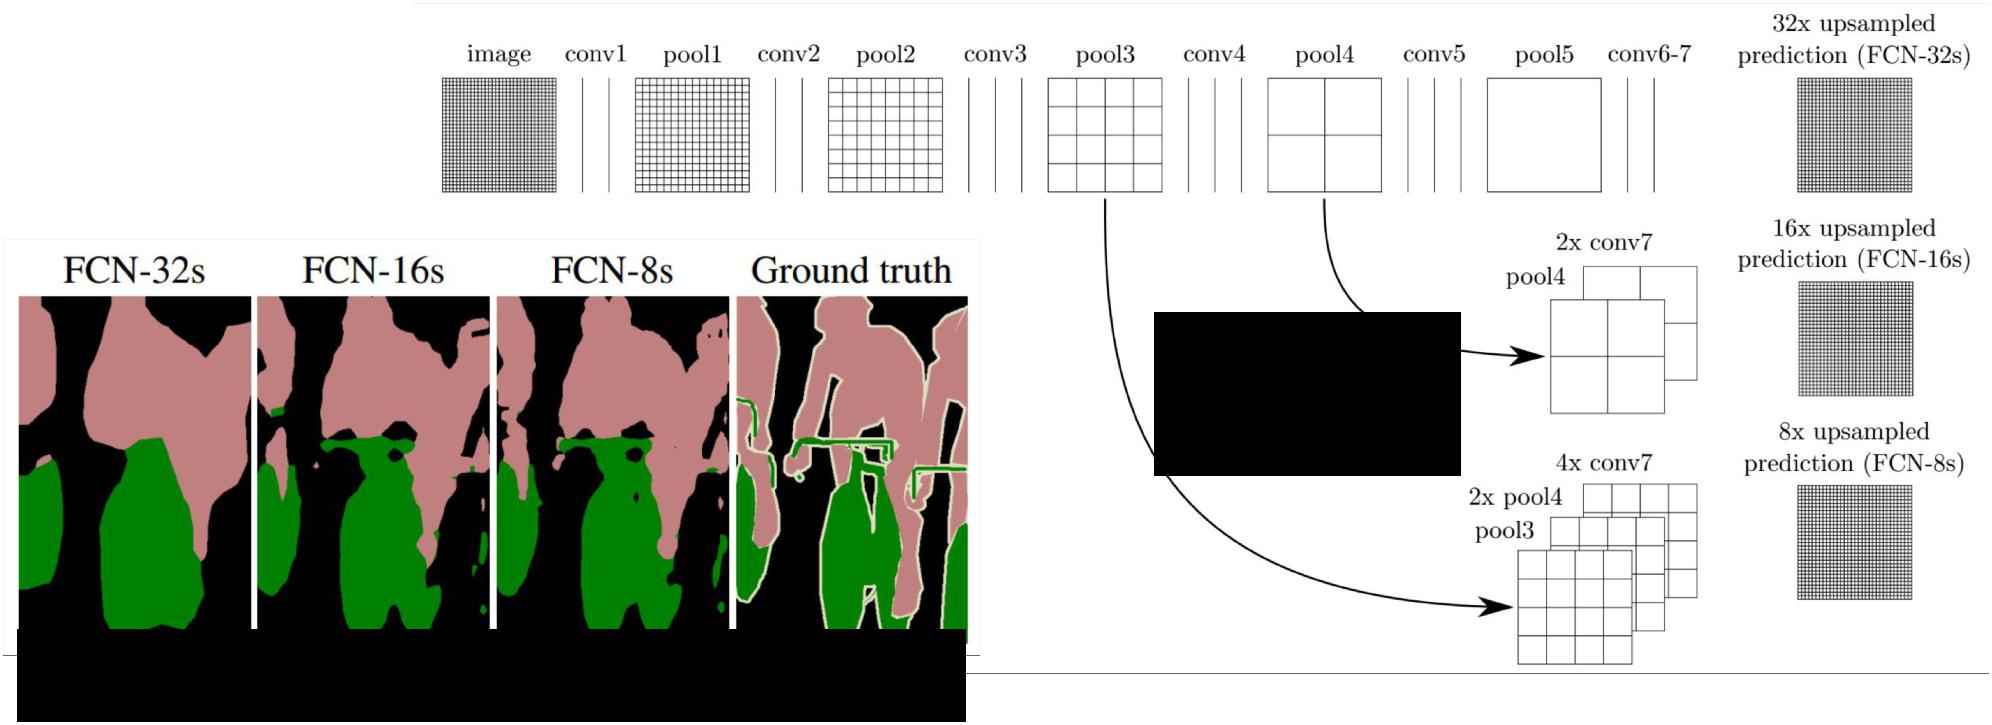 image conv1 pool1 conv2 pool2 conv3 pool3 conv4 pool4 conv5 pool5 conv6-7
32x upsampled
prediction (FCN-32s)
16x upsampled
prediction (FCN-16s)
2x conv7
pool4
8x upsampled
prediction (FCN-8s)
4x conv7
2x pool4
pool3
FCN-32s FCN-16s FCN-8s Ground truth